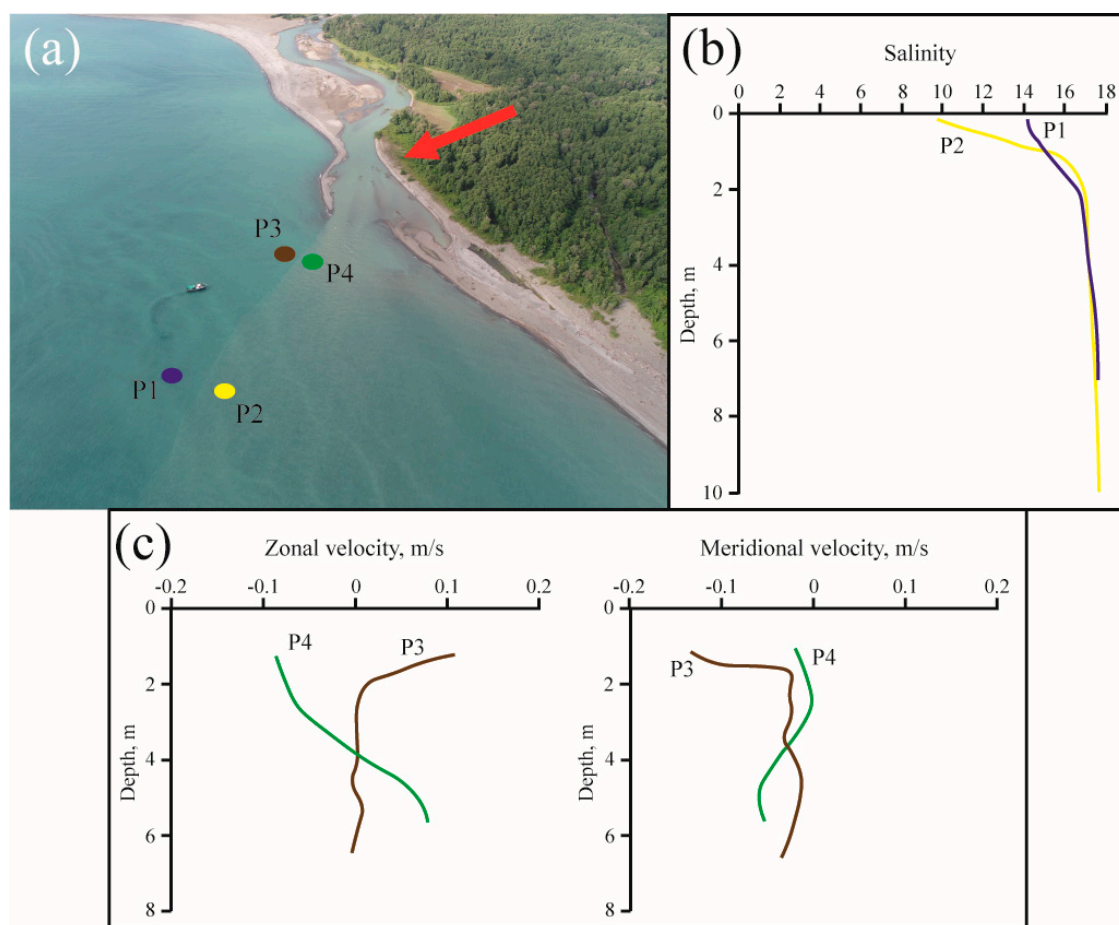 (a)
P3
P4
P1
P2
(b)
Salinity
0 2 4 6 8 10 12 14 16 18
0
2
4
6
8
10
Depth, m
P1
P2
(c)
Zonal velocity, m/s
-0.2 -0.1 0 0.1 0.2
0
2
4
6
8
Depth, m
P4
P3
Meridional velocity, m/s
-0.2 -0.1 0 0.1 0.2
0
2
4
6
8
Depth, m
P3
P4